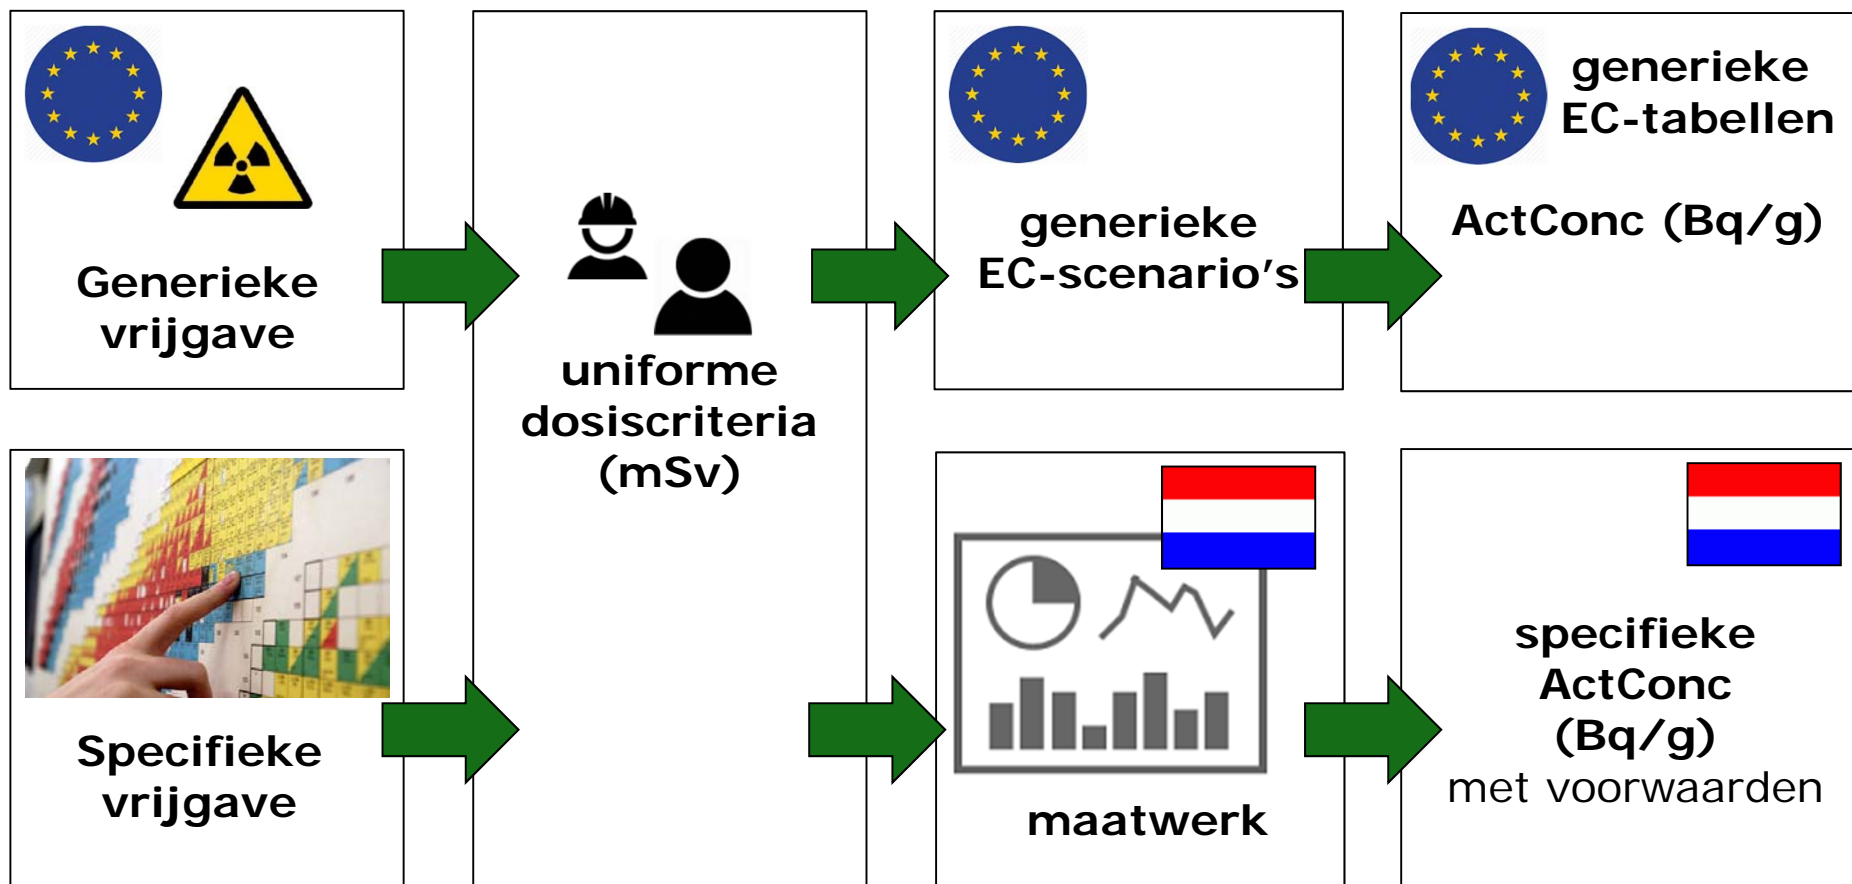 Generieke
vrijgave
uniforme
dosiscriteria
(mSv)
generieke
EC-scenario's
generieke
EC-tabellen
ActConc (Bq/g)
Specifieke
vrijgave
maatwerk
specifieke
ActConc
(Bq/g)
met voorwaarden